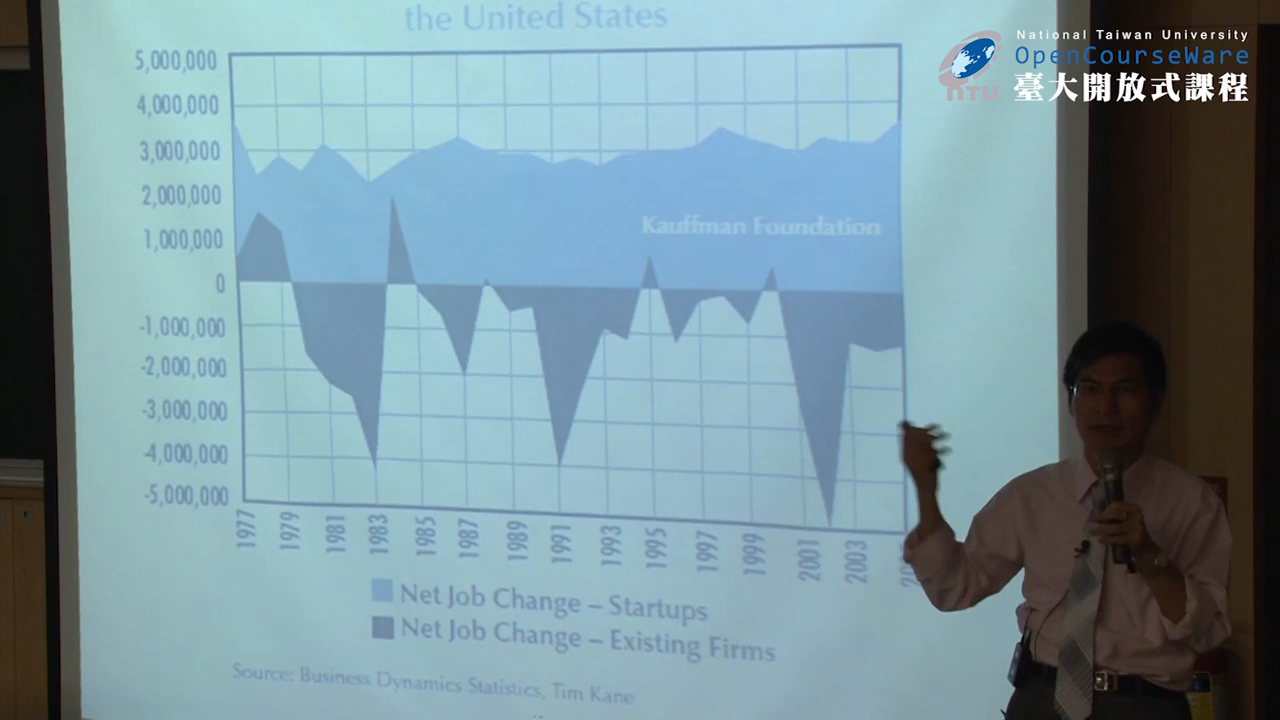 the United States
National Taiwan University
OpenCourseWare
NTU
臺大開放式課程
5,000,000
4,000,000
3,000,000
2,000,000
1,000,000
0
-1,000,000
-2,000,000
-3,000,000
-4,000,000
-5,000,000
Kauffman Foundation
1977
1979
1981
1983
1985
1987
1989
1991
1993
1995
1997
1999
2001
2003
Net Job Change – Startups
Net Job Change – Existing Firms
Source: Business Dynamics Statistics, Tim Kane